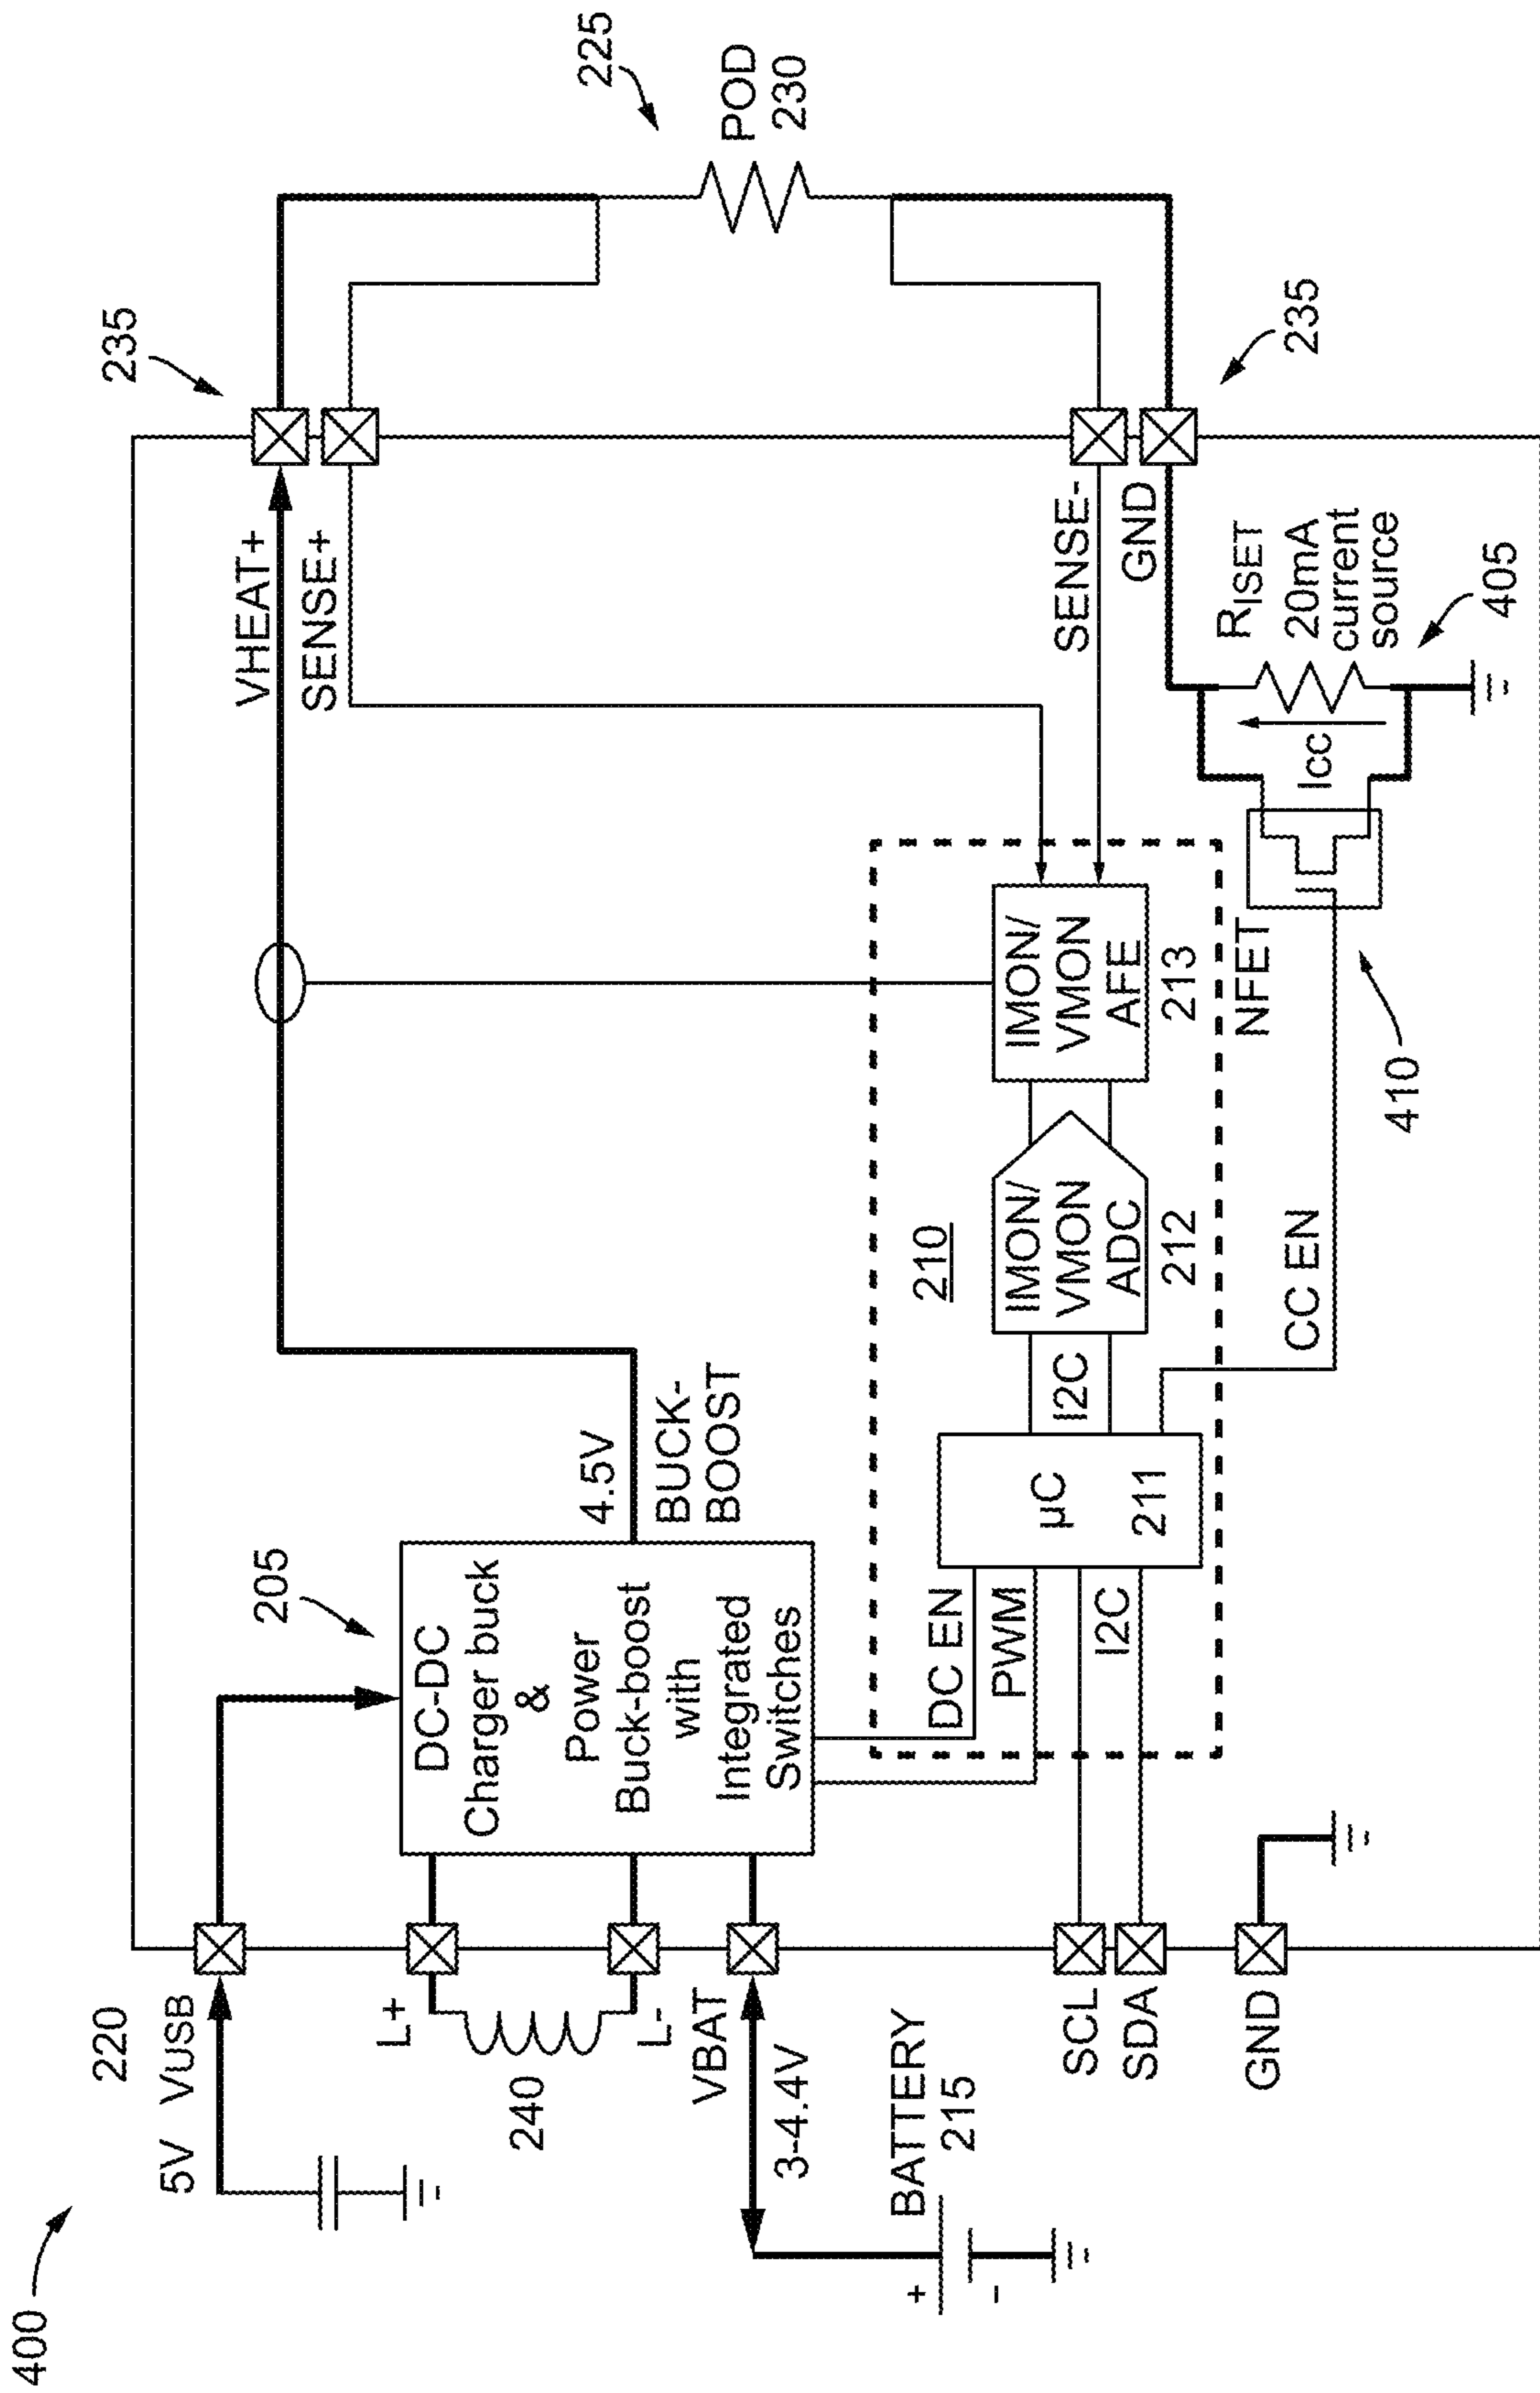 400
220
5V VUSB
L+
240
L-
VBAT
3-4.4V
BATTERY
215
+
-
SCL
SDA
GND
205
DC-DC
Charger buck
&
Power
Buck-boost
with
Integrated
Switches
4.5V
BUCK-
BOOST
DC EN
PWM
I2C
µC
211
I2C
210
IMON/
VMON
ADC
212
IMON/
VMON
AFE
213
CC EN
NFET
410
VHEAT+
SENSE+
SENSE-
GND
Icc
RISET
20mA
current
source
405
235
235
225
POD
230